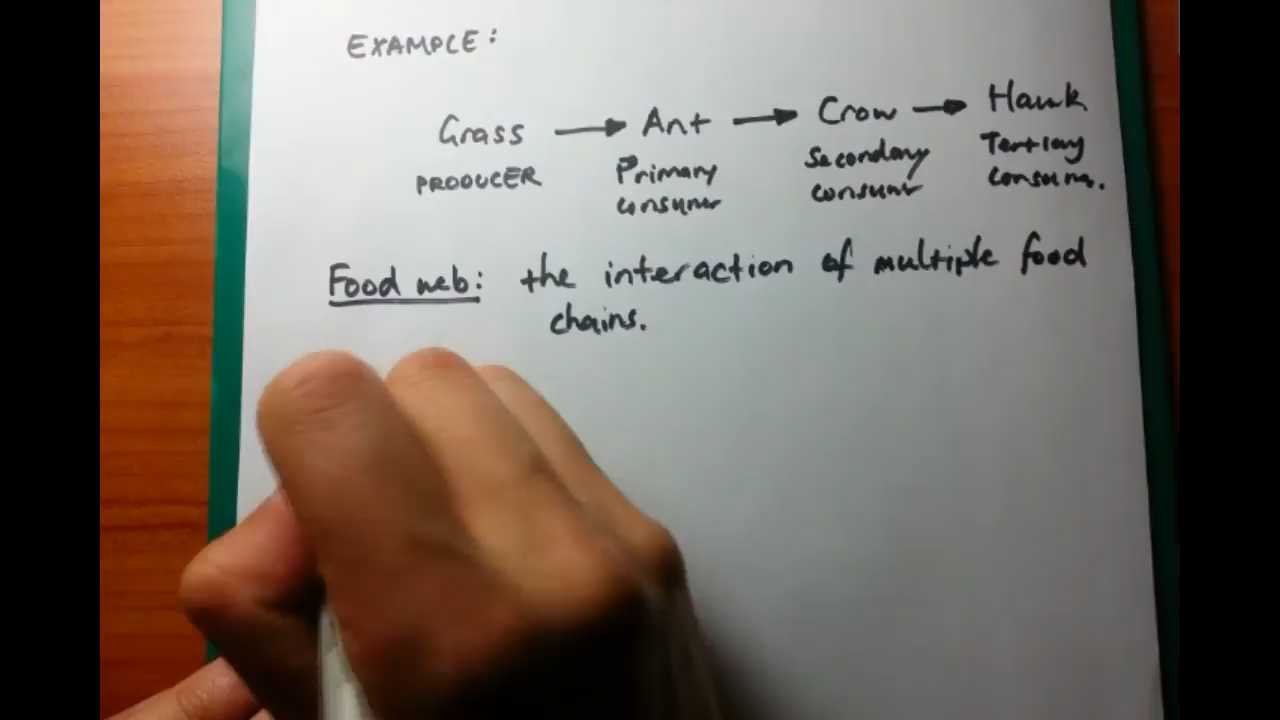 EXAMPLE:
Grass → Ant → Crow → Hawk
PRODUCER Primary consumer Secondary consumer Tertiary consumer.
Food web: the interaction of multiple food
chains.